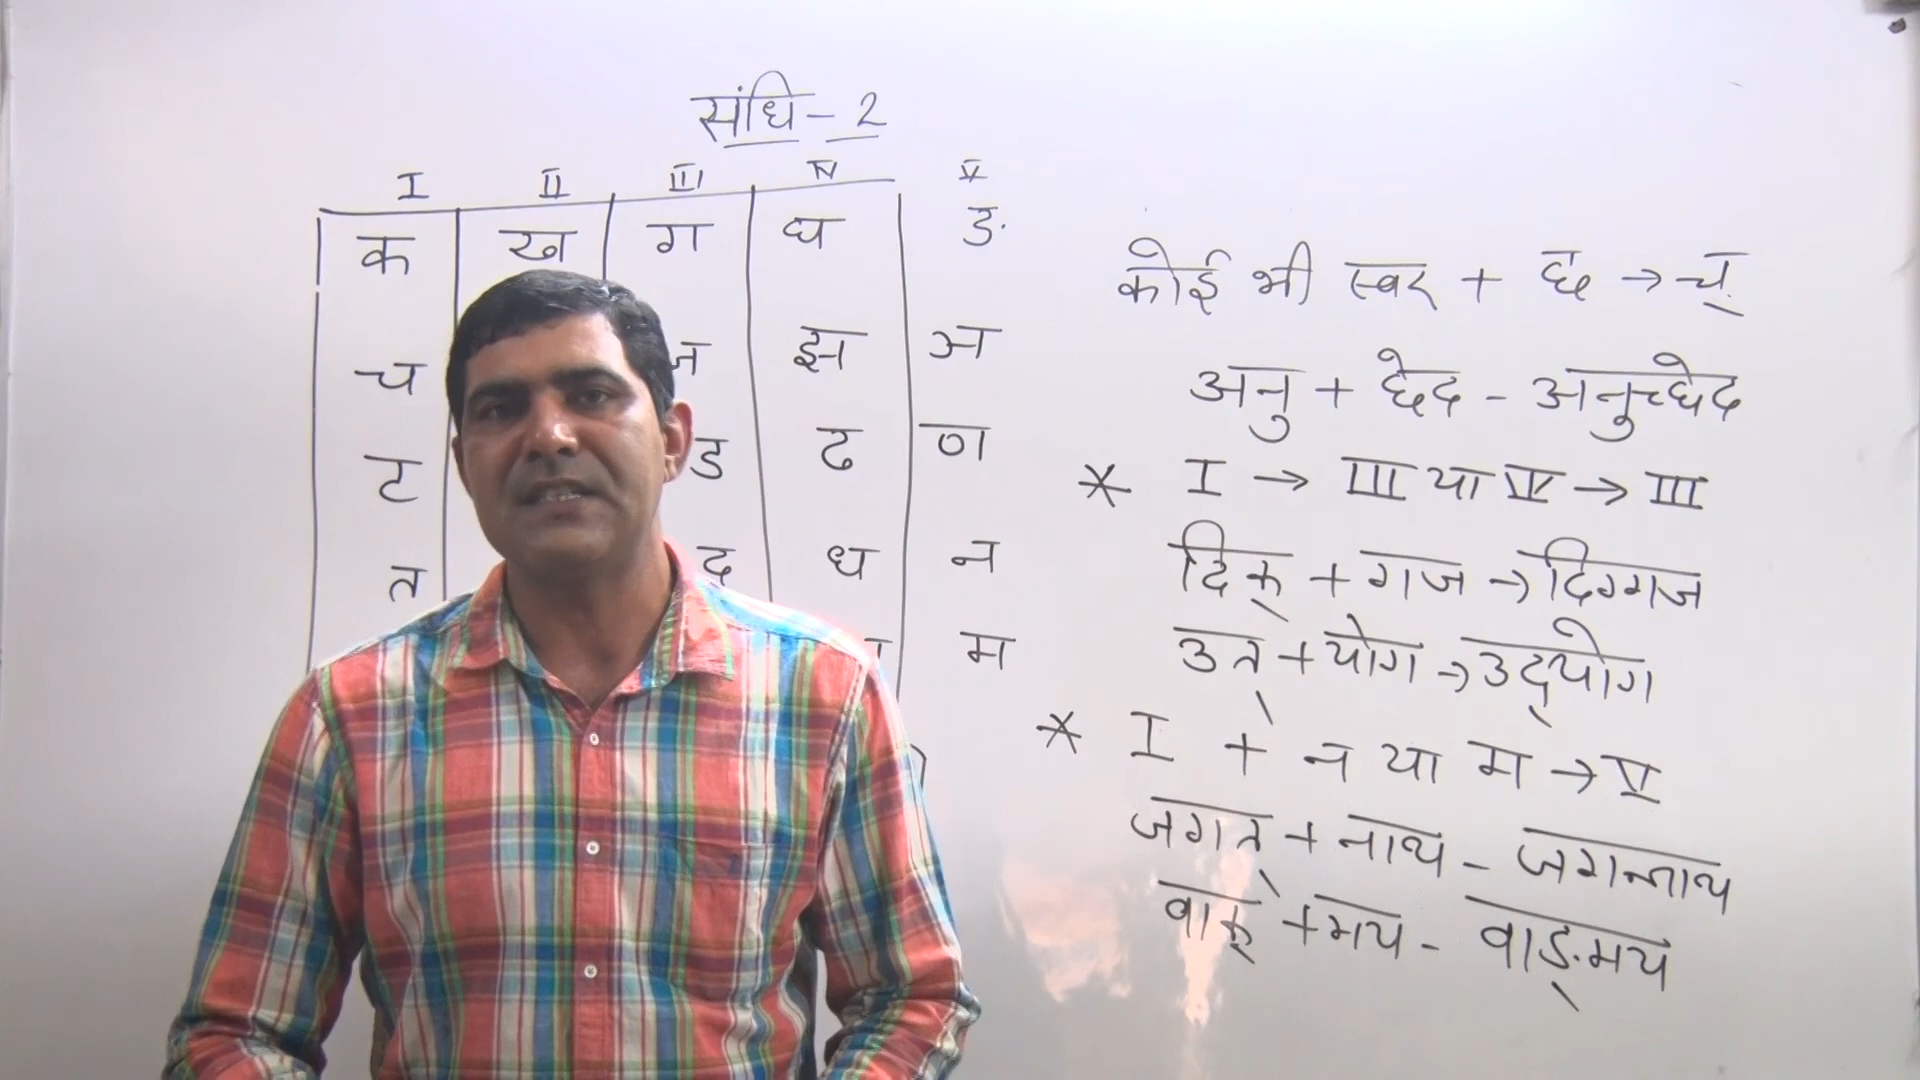 संधि - 2
I II III IV V
क ख ग घ ङ
च ज झ ञ
ट ड ढ ण
त द ध न
म
कोई भी स्वर + छ → च्
अनु + छेद - अनुच्छेद
* I → III या IV → III
दिक् + गज → दिग्गज
उत् + योग → उद्योग
* I + न या म → V
जगत् + नाथ - जगन्नाथ
वाक् + मय - वाङ्मय